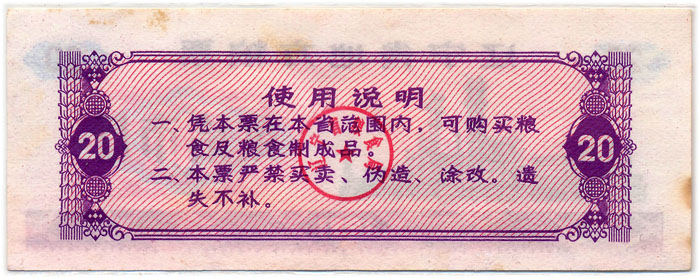 使用说明
20
一、凭本票在本省范围内，可购买粮
食及粮食制成品。
二、本票严禁买卖、伪造、涂改。遗
失不补。
20